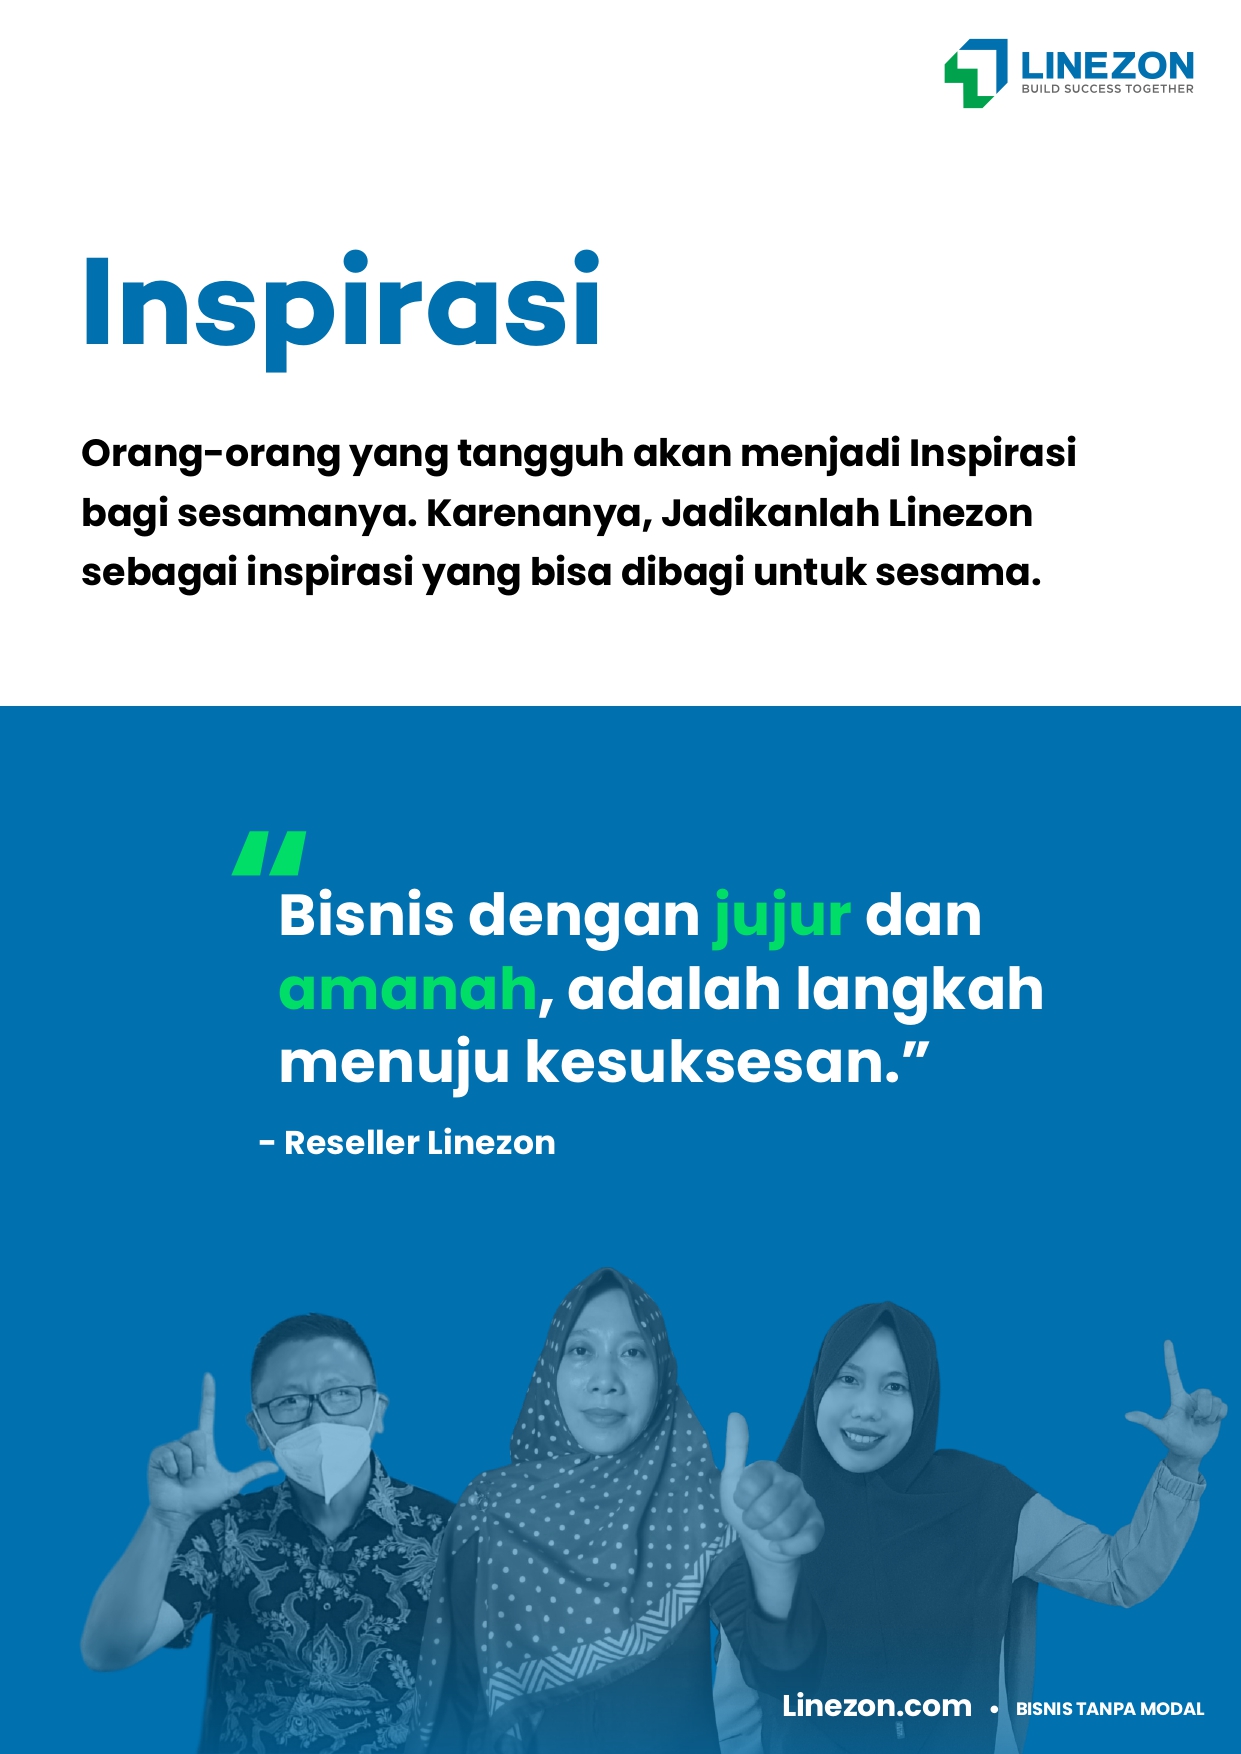 LINEZON
BUILD SUCCESS TOGETHER
Inspirasi
Orang-orang yang tangguh akan menjadi Inspirasi
bagi sesamanya. Karenanya, Jadikanlah Linezon
sebagai inspirasi yang bisa dibagi untuk sesama.
“Bisnis dengan jujur dan
amanah, adalah langkah
menuju kesuksesan.”
- Reseller Linezon
Linezon.com • BISNIS TANPA MODAL